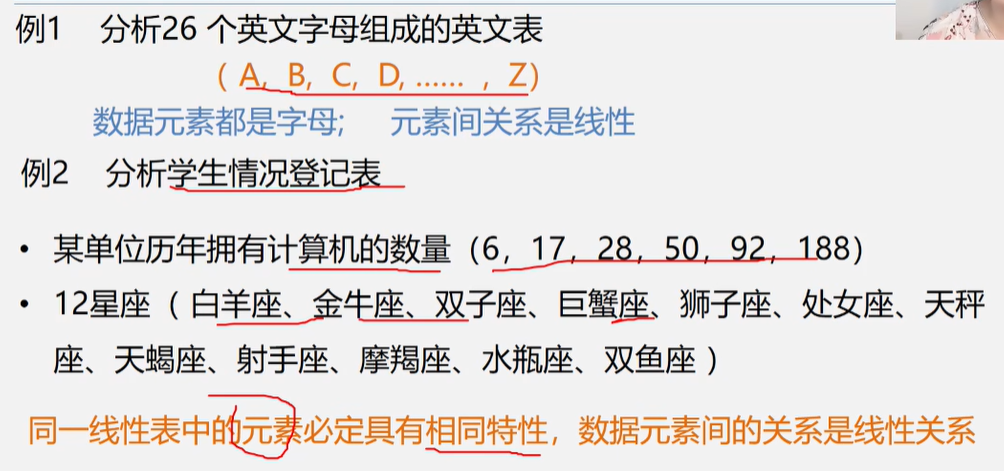 例1 分析26 个英文字母组成的英文表
（ A, B, C, D, …… ，Z）
数据元素都是字母; 元素间关系是线性
例2 分析学生情况登记表
• 某单位历年拥有计算机的数量（6，17，28，50，92，188）
• 12星座（ 白羊座、金牛座、双子座、巨蟹座、狮子座、处女座、天秤
座、天蝎座、射手座、摩羯座、水瓶座、双鱼座 ）
同一线性表中的元素必定具有相同特性，数据元素间的关系是线性关系